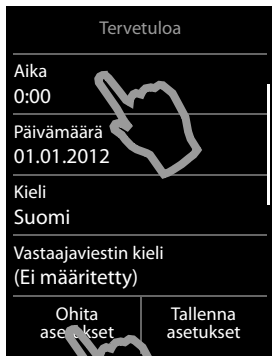 Tervetuloa
Aika
0:00
Päivämäärä
01.01.2012
Kieli
Suomi
Vastaajaviestin kieli
(Ei määritetty)
Ohita
asetukset
Tallenna
asetukset